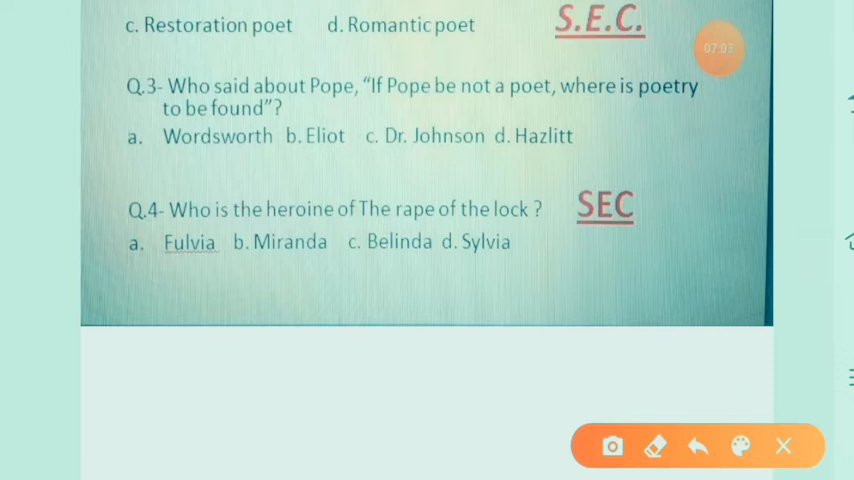 c. Restoration poet d. Romantic poet S.E.C.
07:03
Q.3- Who said about Pope, “If Pope be not a poet, where is poetry
to be found”?
a. Wordsworth b. Eliot c. Dr. Johnson d. Hazlitt
Q.4- Who is the heroine of The rape of the lock ? SEC
a. Fulvia b. Miranda c. Belinda d. Sylvia